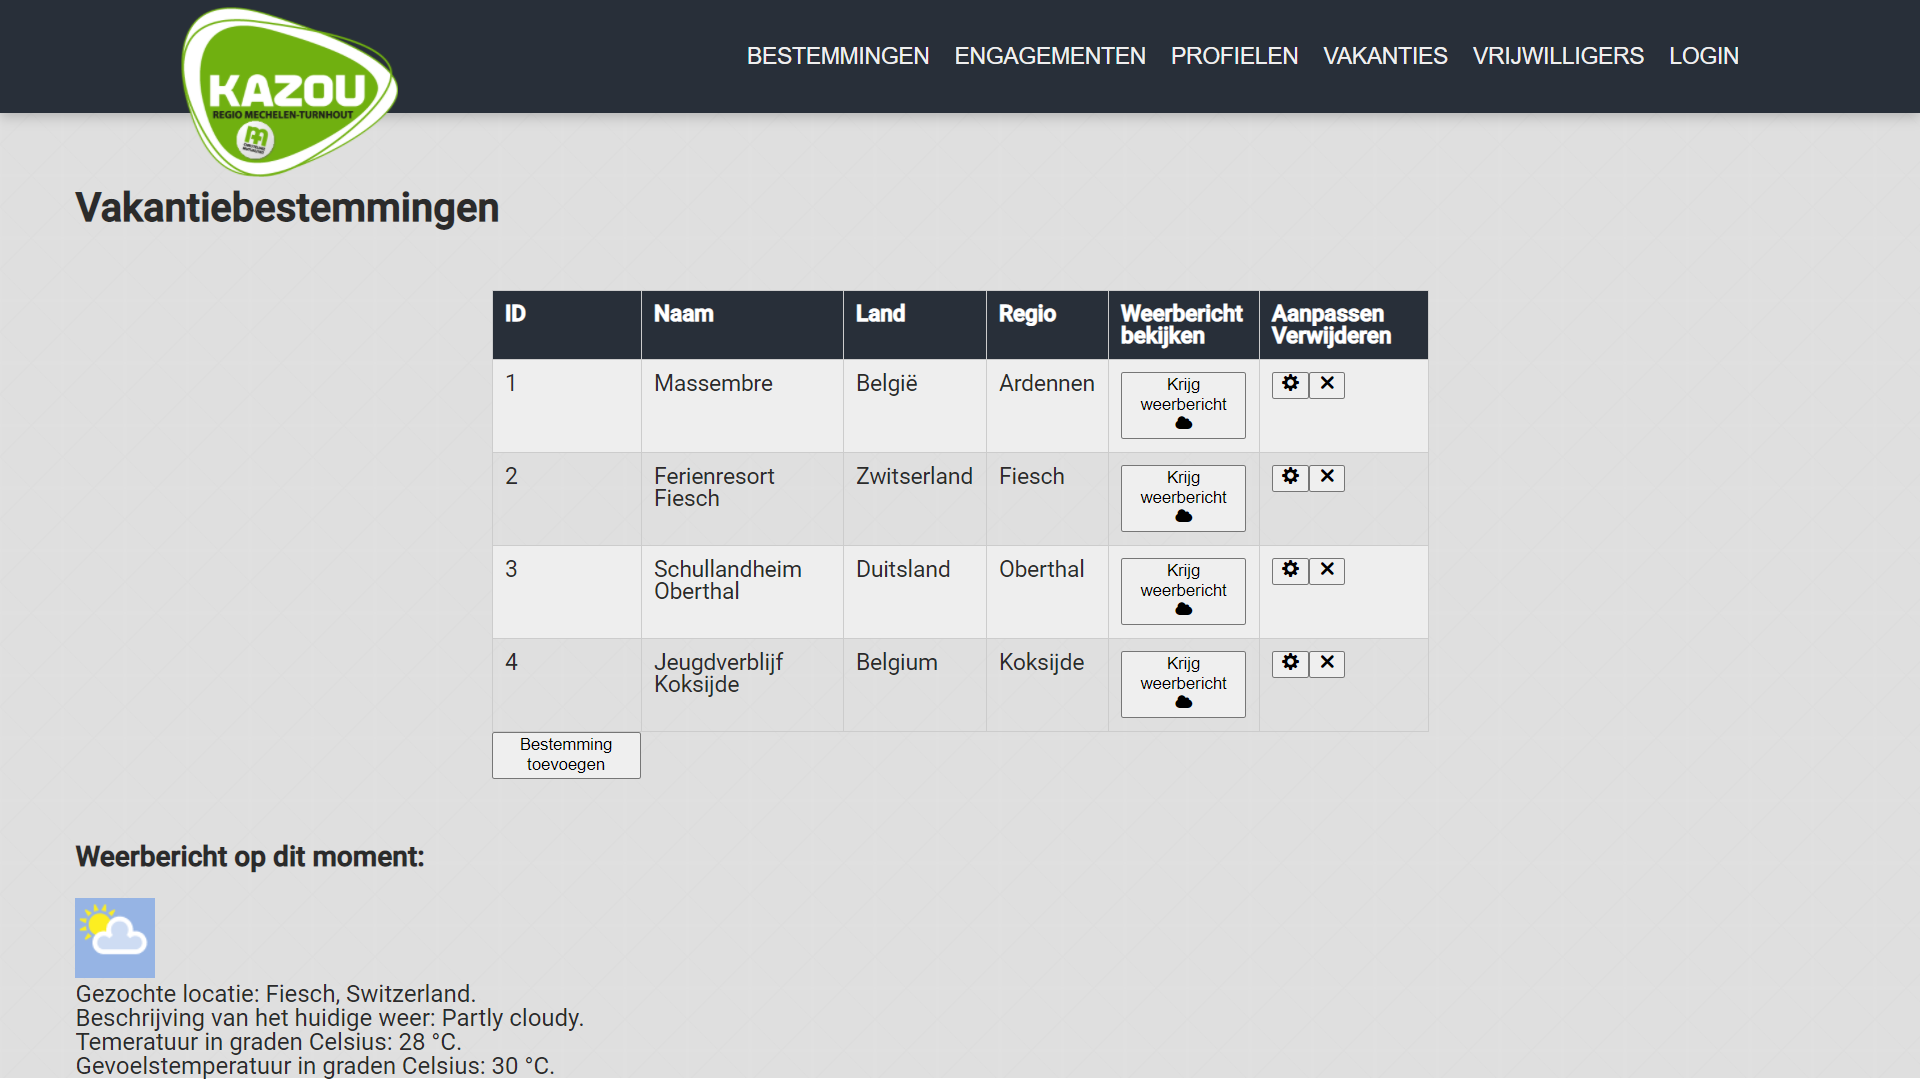 KAZOU
REGIO MECHELEN-TURNHOUT
BESTEMMINGEN ENGAGEMENTEN PROFIELEN VAKANTIES VRIJWILLIGERS LOGIN
Vakantiebestemmingen
ID Naam Land Regio Weerbericht bekijken Aanpassen Verwijderen
1 Massembre België Ardennen Krijg weerbericht
2 Ferienresort Fiesch Zwitserland Fiesch Krijg weerbericht
3 Schullandheim Oberthal Duitsland Oberthal Krijg weerbericht
4 Jeugdverblijf Koksijde Belgium Koksijde Krijg weerbericht
Bestemming toevoegen
Weerbericht op dit moment:
Gezochte locatie: Fiesch, Switzerland.
Beschrijving van het huidige weer: Partly cloudy.
Temeratuur in graden Celsius: 28 °C.
Gevoelstemperatuur in graden Celsius: 30 °C.